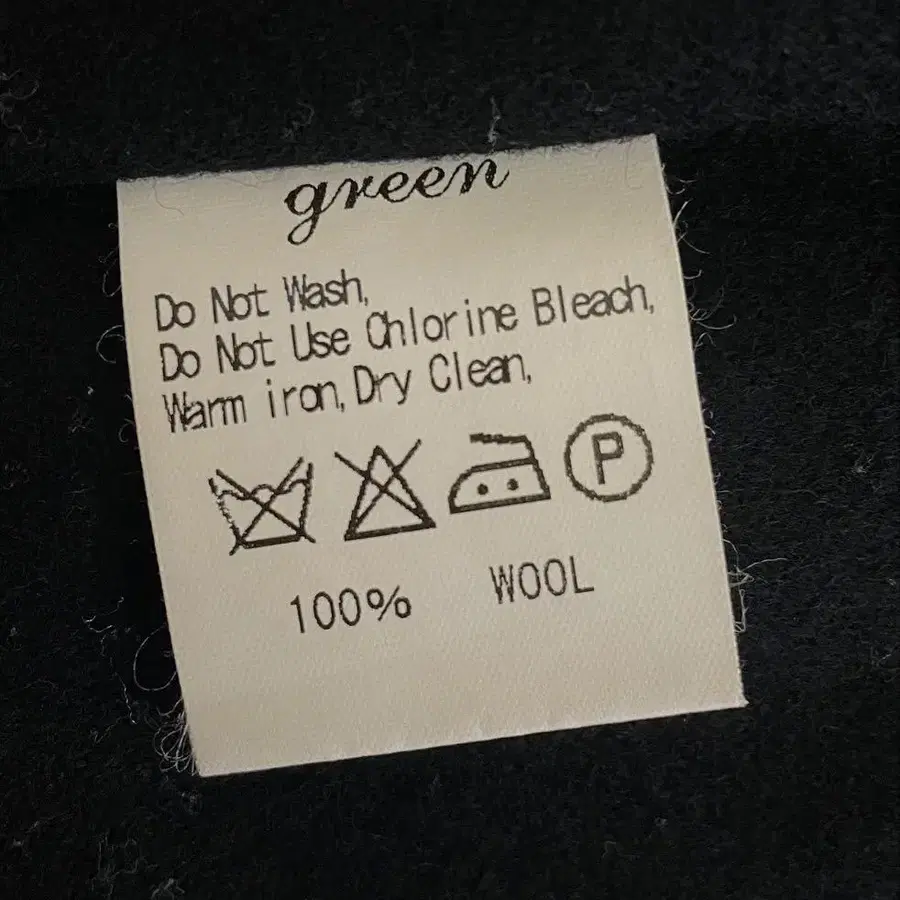 green
Do Not Wash,
Do Not Use Chlorine Bleach,
Warm iron, Dry Clean,
P
100% WOOL